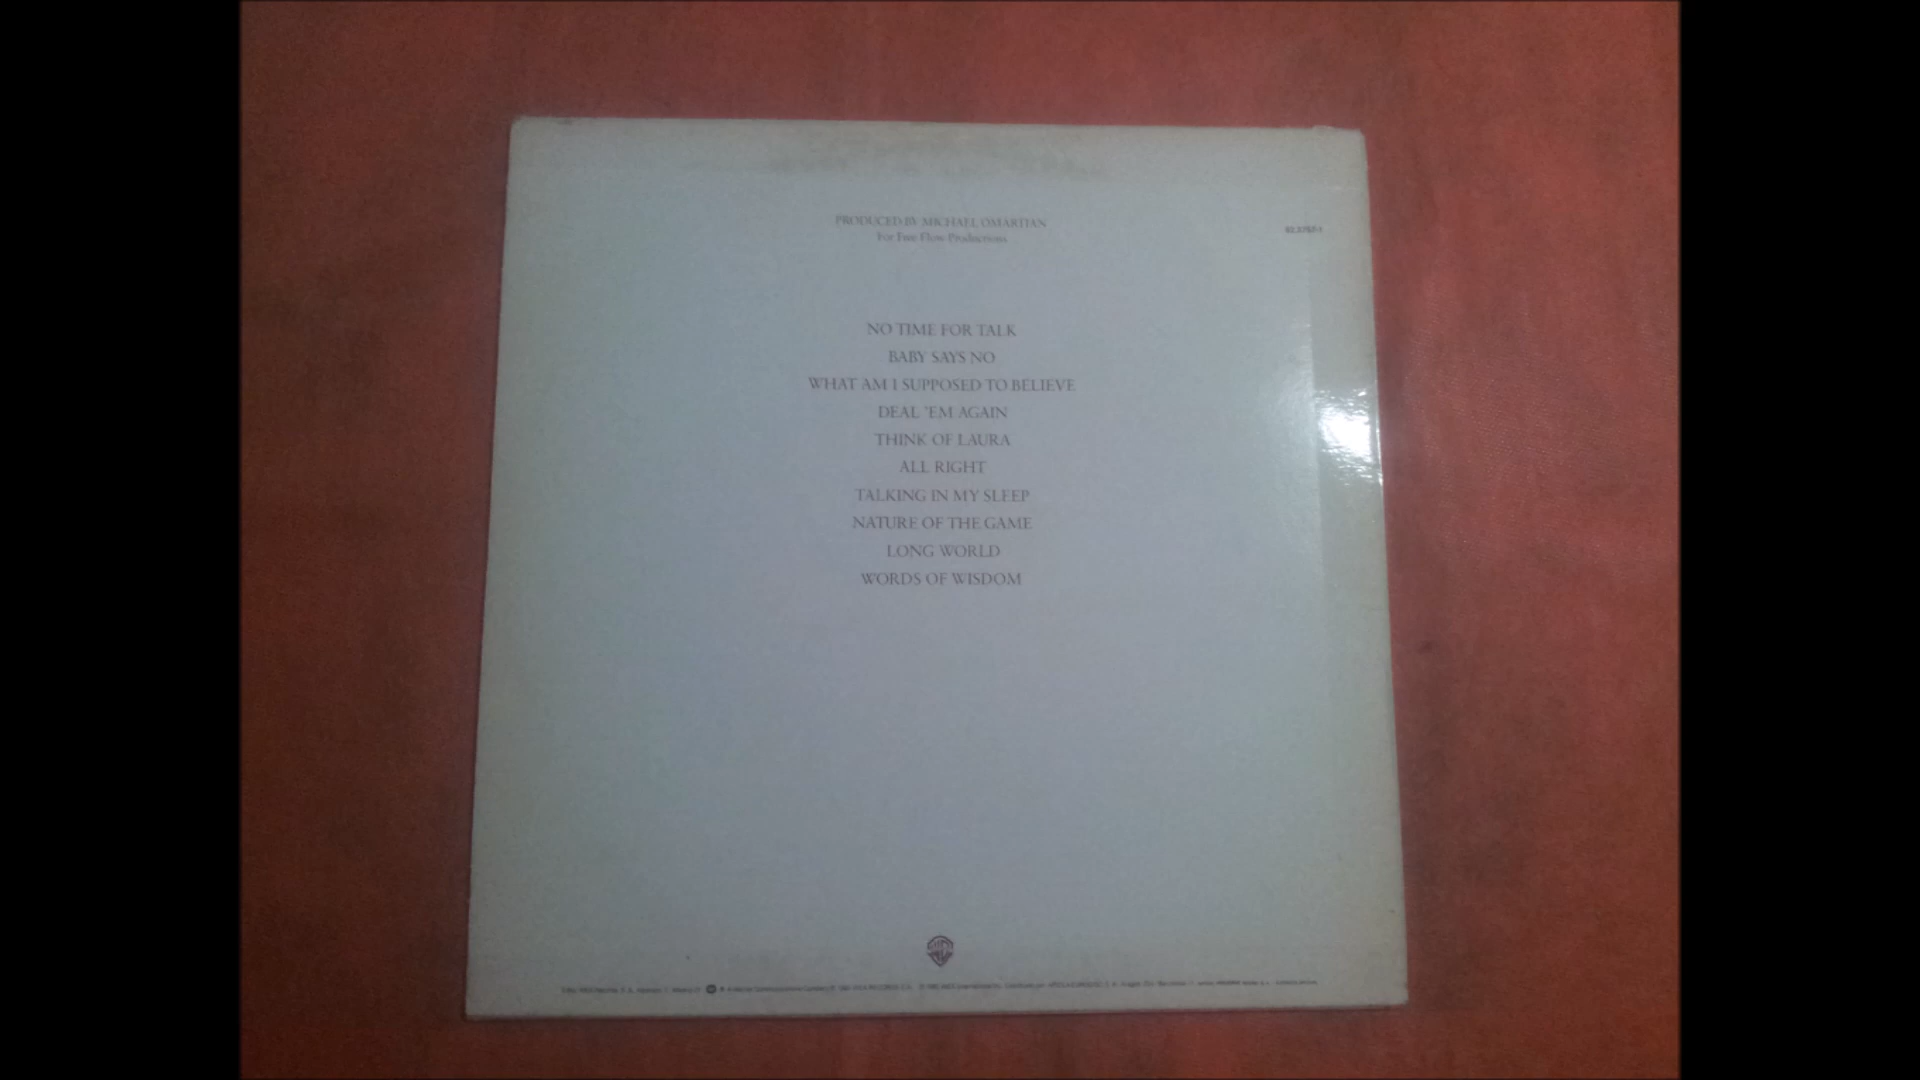 PRODUCED BY MICHAEL OMARTIAN
For Five Flow Productions
NO TIME FOR TALK
BABY SAYS NO
WHAT AM I SUPPOSED TO BELIEVE
DEAL 'EM AGAIN
THINK OF LAURA
ALL RIGHT
TALKING IN MY SLEEP
NATURE OF THE GAME
LONG WORLD
WORDS OF WISDOM